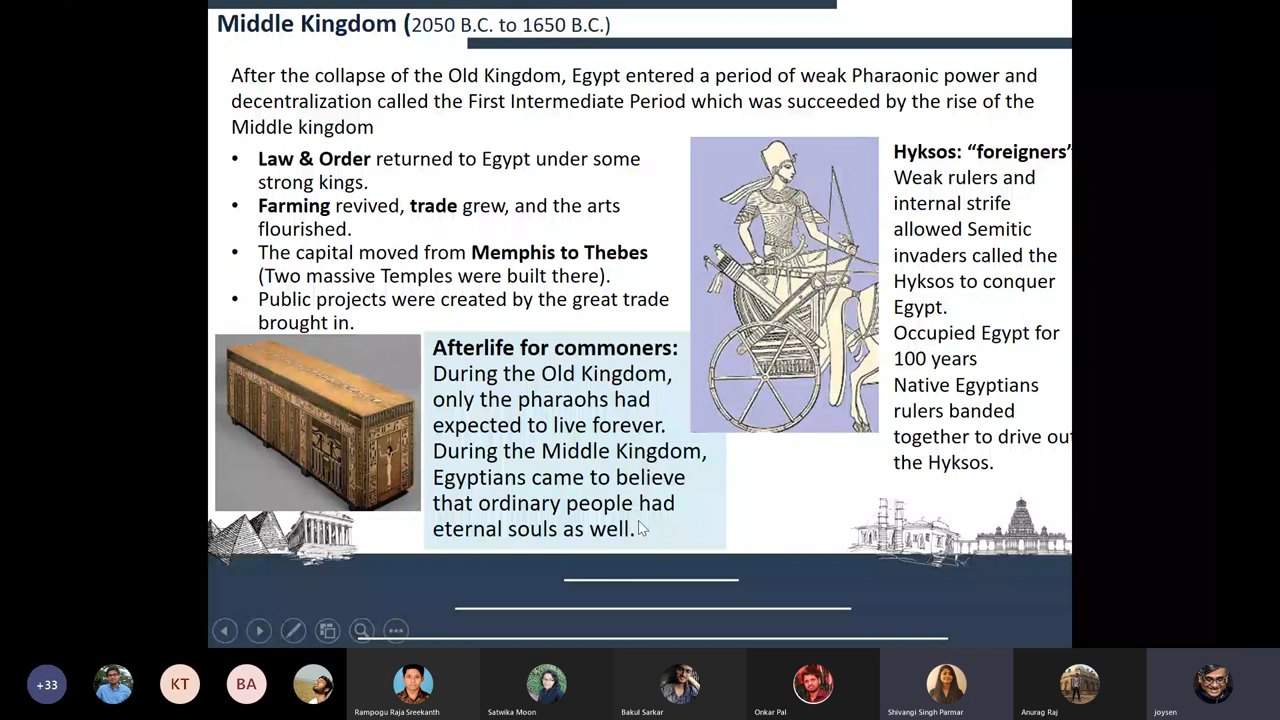 Middle Kingdom (2050 B.C. to 1650 B.C.)
After the collapse of the Old Kingdom, Egypt entered a period of weak Pharaonic power and
decentralization called the First Intermediate Period which was succeeded by the rise of the
Middle kingdom
• Law & Order returned to Egypt under some
strong kings.
• Farming revived, trade grew, and the arts
flourished.
• The capital moved from Memphis to Thebes
(Two massive Temples were built there).
• Public projects were created by the great trade
brought in.
Afterlife for commoners:
During the Old Kingdom,
only the pharaohs had
expected to live forever.
During the Middle Kingdom,
Egyptians came to believe
that ordinary people had
eternal souls as well.
Hyksos: “foreigners”
Weak rulers and
internal strife
allowed Semitic
invaders called the
Hyksos to conquer
Egypt.
Occupied Egypt for
100 years
Native Egyptians
rulers banded
together to drive out
the Hyksos.
+33
KT
BA
Rampogu Raja Sreekanth
Satwika Moon
Bakul Sarkar
Onkar Pal
Shivangi Singh Parmar
Anurag Raj
joysen